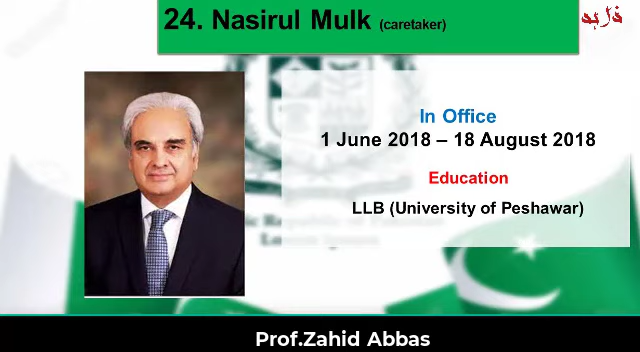 24. Nasirul Mulk (caretaker)
In Office
1 June 2018 – 18 August 2018
Education
LLB (University of Peshawar)
Prof.Zahid Abbas